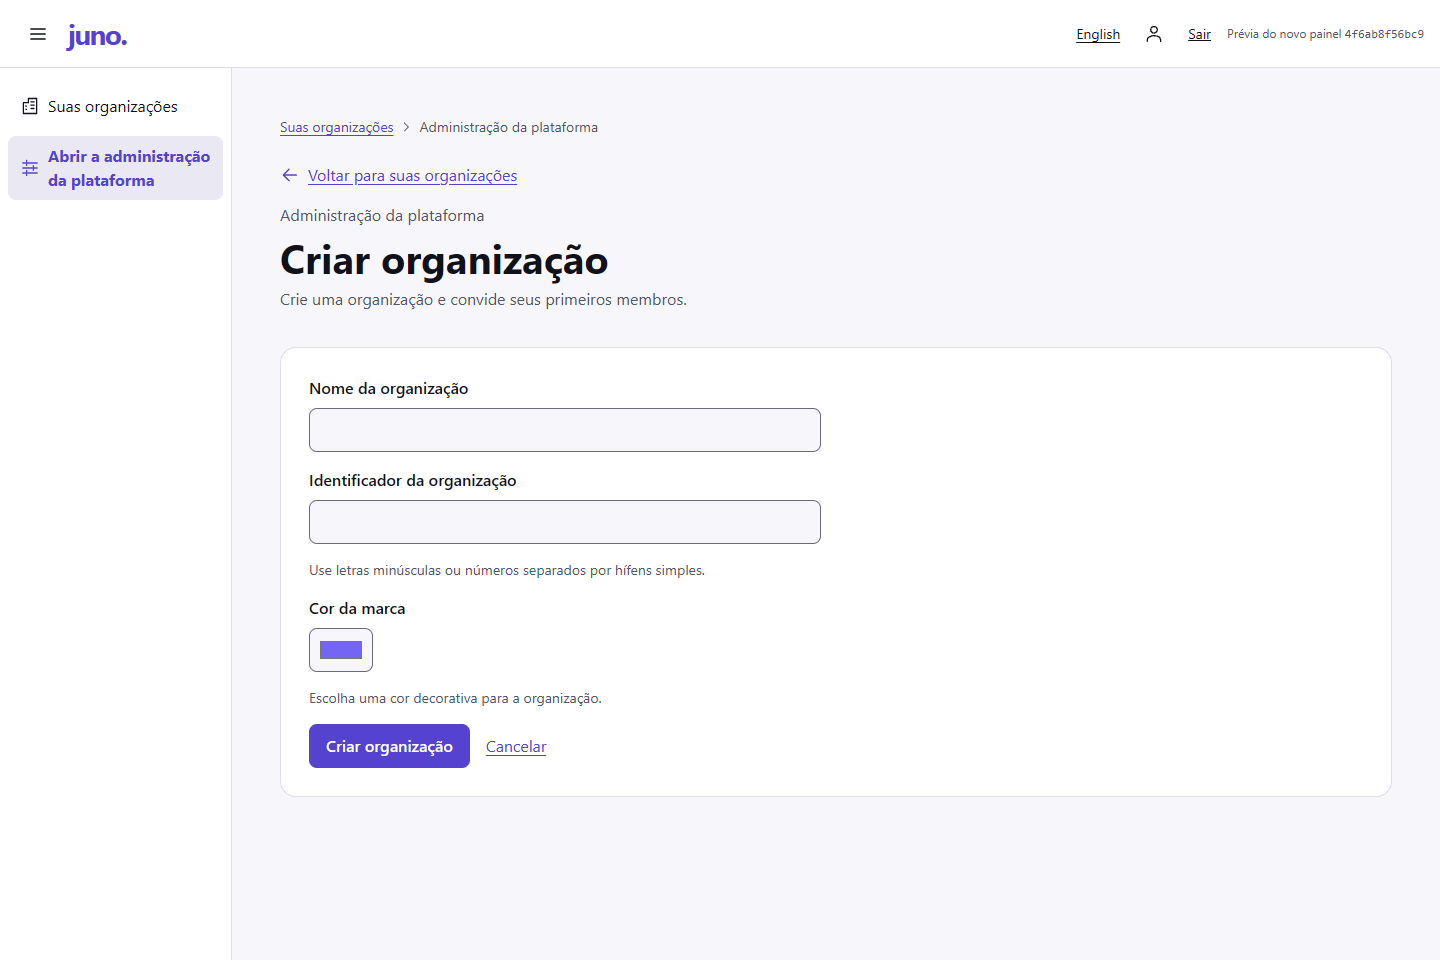 juno.
English
Sair
Prévia do novo painel 4f6ab8f56bc9
Suas organizações
Abrir a administração
da plataforma
Suas organizações
Administração da plataforma
Voltar para suas organizações
Administração da plataforma
Criar organização
Crie uma organização e convide seus primeiros membros.
Nome da organização
Identificador da organização
Use letras minúsculas ou números separados por hífens simples.
Cor da marca
Escolha uma cor decorativa para a organização.
Criar organização
Cancelar